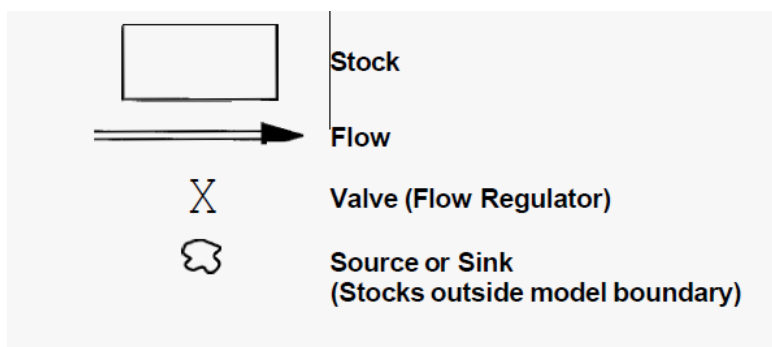 Stock
Flow
X
Valve (Flow Regulator)
Source or Sink
(Stocks outside model boundary)